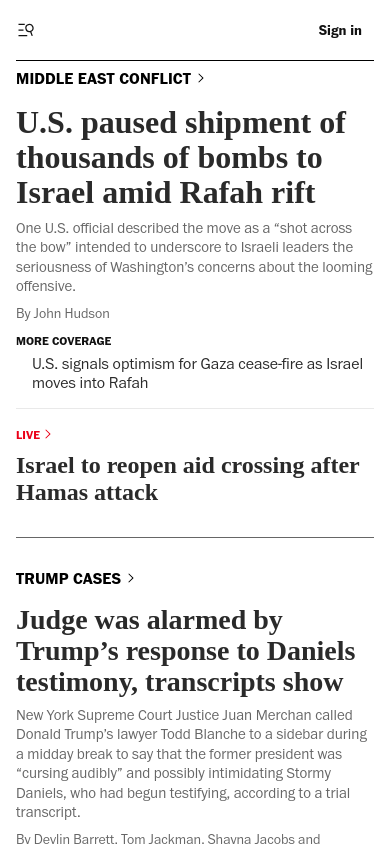 Sign in
MIDDLE EAST CONFLICT
U.S. paused shipment of
thousands of bombs to
Israel amid Rafah rift
One U.S. official described the move as a “shot across
the bow” intended to underscore to Israeli leaders the
seriousness of Washington’s concerns about the looming
offensive.
By John Hudson
MORE COVERAGE
U.S. signals optimism for Gaza cease-fire as Israel
moves into Rafah
LIVE
Israel to reopen aid crossing after
Hamas attack
TRUMP CASES
Judge was alarmed by
Trump’s response to Daniels
testimony, transcripts show
New York Supreme Court Justice Juan Merchan called
Donald Trump’s lawyer Todd Blanche to a sidebar during
a midday break to say that the former president was
“cursing audibly” and possibly intimidating Stormy
Daniels, who had begun testifying, according to a trial
transcript.
By Devlin Barrett, Tom Jackman, Shayna Jacobs and